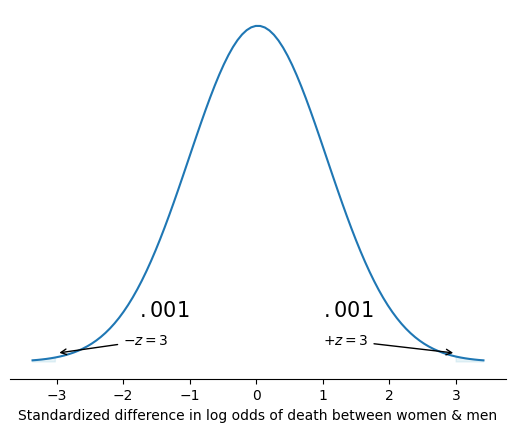 .001 .001
−z = 3 +z = 3
−3 −2 −1 0 1 2 3
Standardized difference in log odds of death between women & men